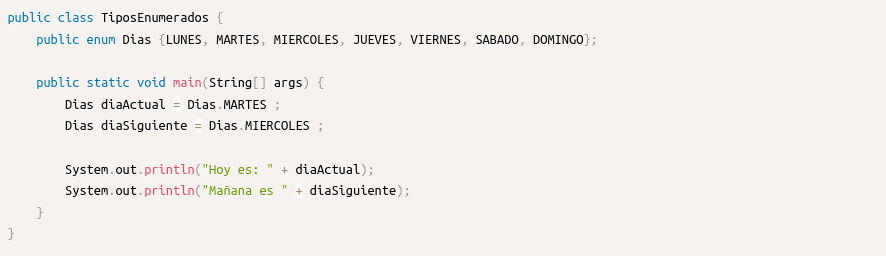 public class TiposEnumerados {
    public enum Dias {LUNES, MARTES, MIERCOLES, JUEVES, VIERNES, SABADO, DOMINGO};

    public static void main(String[] args) {
        Dias diaActual = Dias.MARTES ;
        Dias diaSiguiente = Dias.MIERCOLES ;

        System.out.println("Hoy es: " + diaActual);
        System.out.println("Mañana es " + diaSiguiente);
    }
}